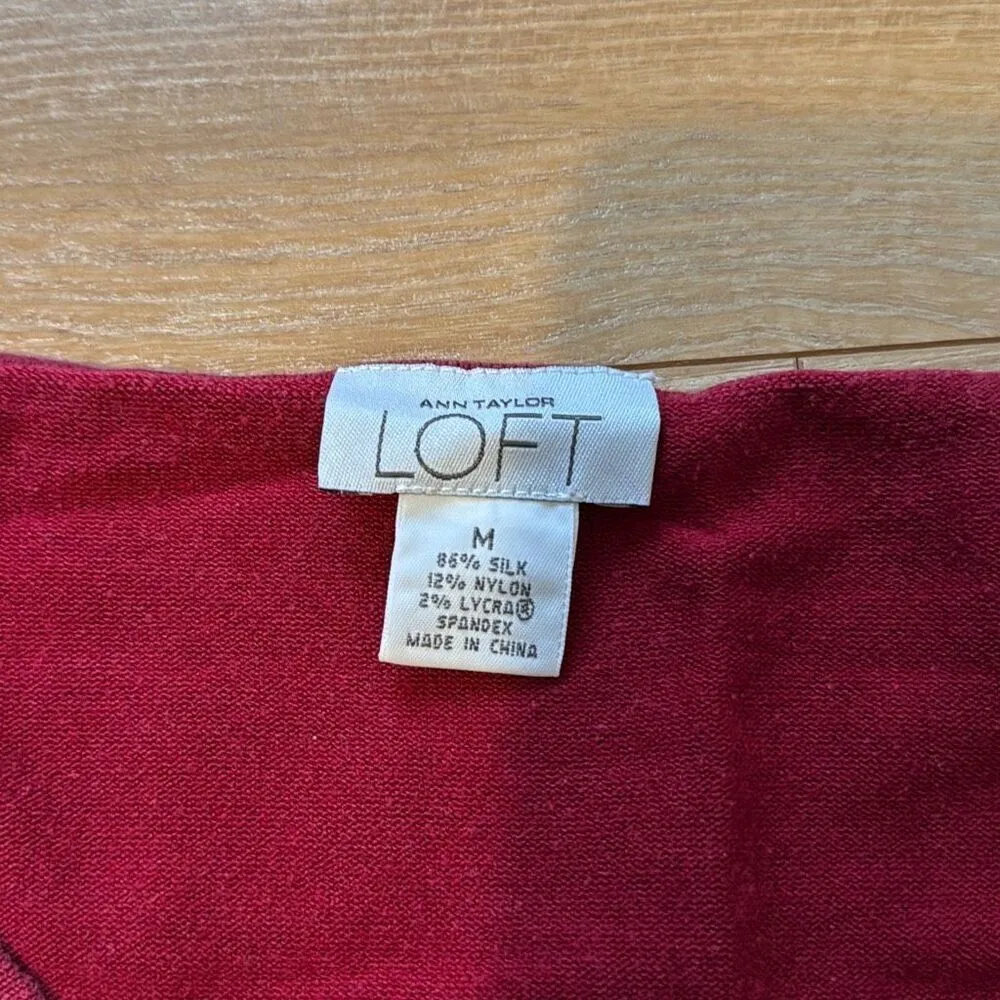 ANN TAYLOR
LOFT
M
86% SILK
12% NYLON
2% LYCRA®
SPANDEX
MADE IN CHINA